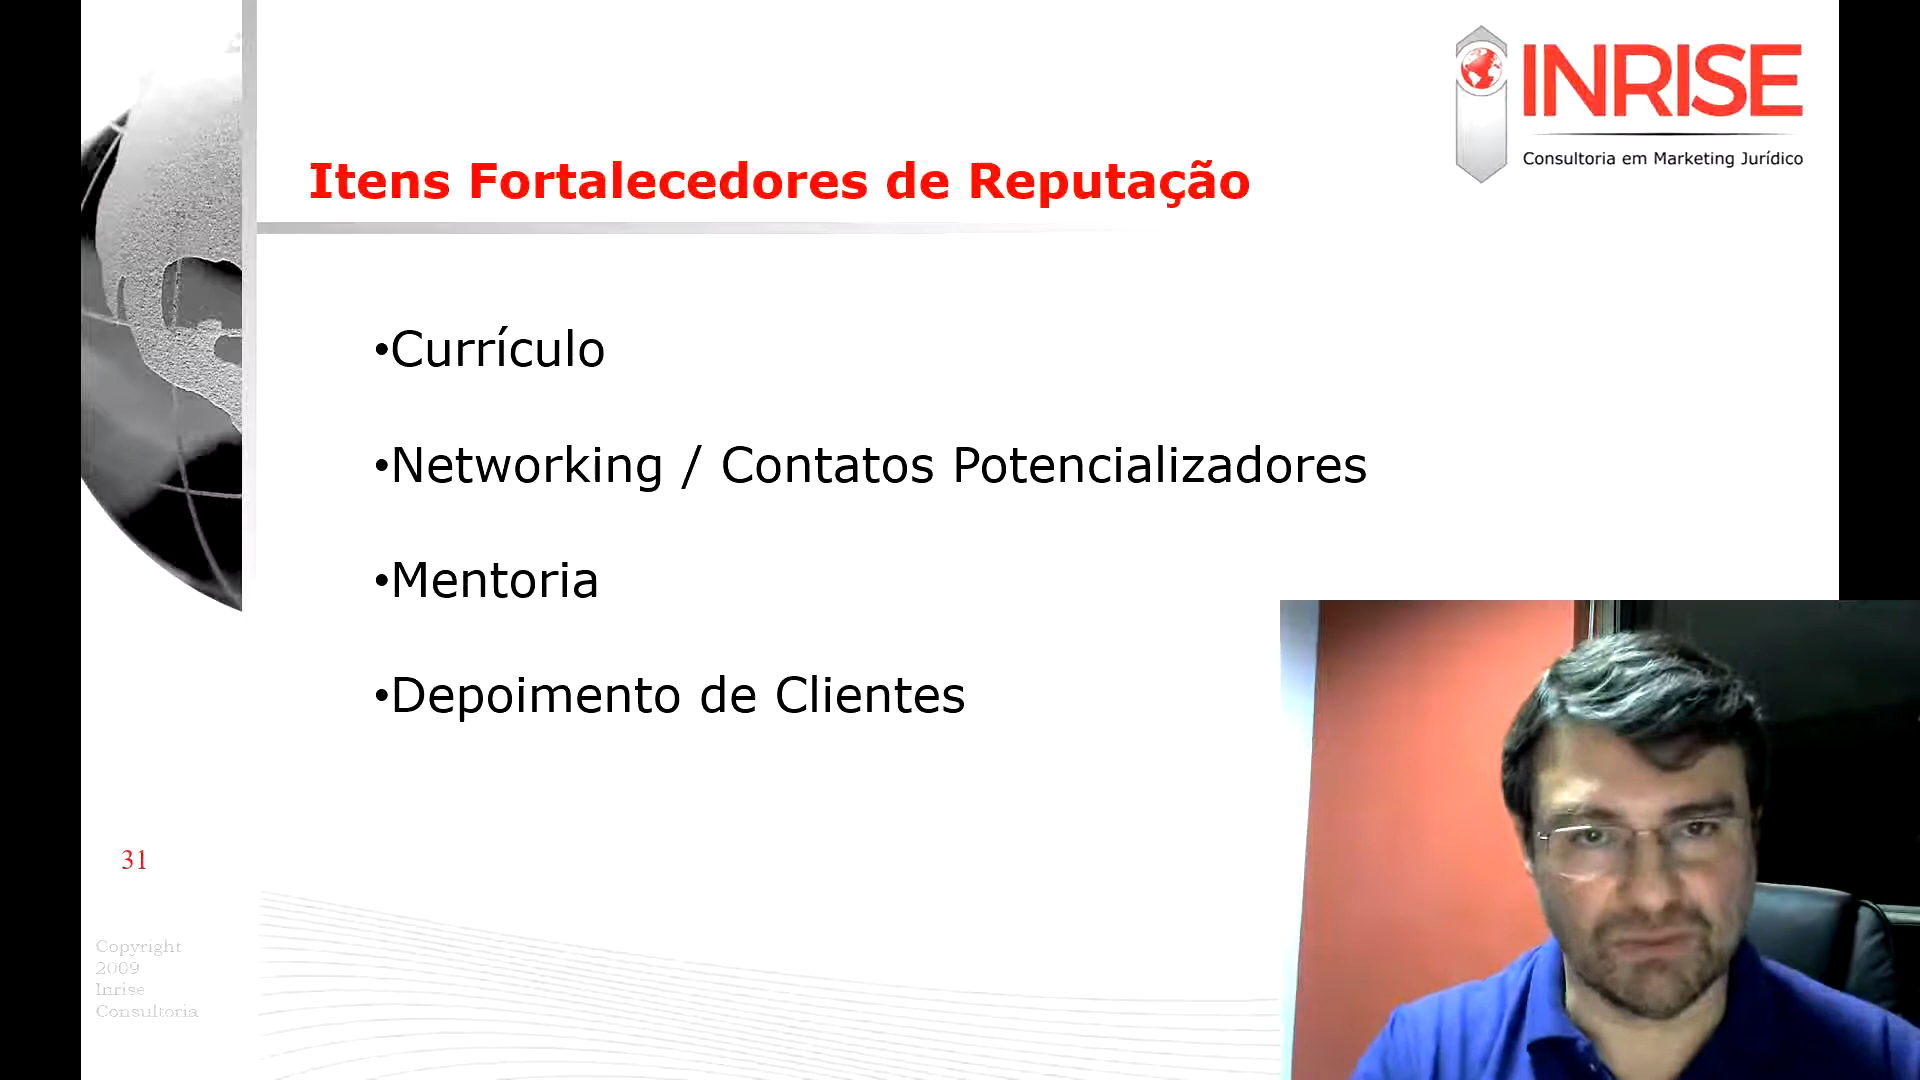 INRISE
Consultoria em Marketing Jurídico
Itens Fortalecedores de Reputação
•Currículo
•Networking / Contatos Potencializadores
•Mentoria
•Depoimento de Clientes
31
Copyright
2009
Inrise
Consultoria